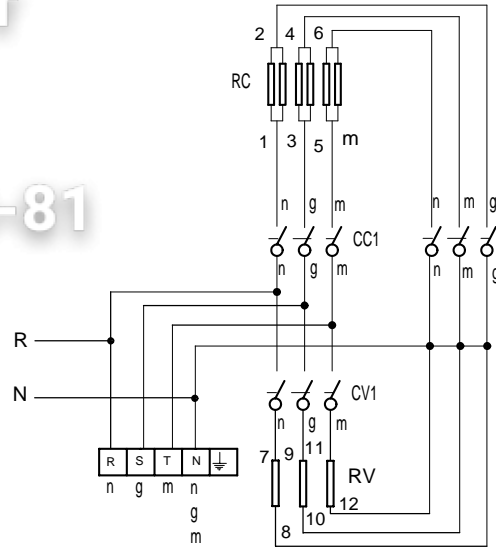 2 4 6
RC
1 3 5 m
n g m n m g
CC1
n g m n m g
R
N
CV1
n g m
R S T N
7 9 11
RV
n g m n
12
g
10
m
8
-81